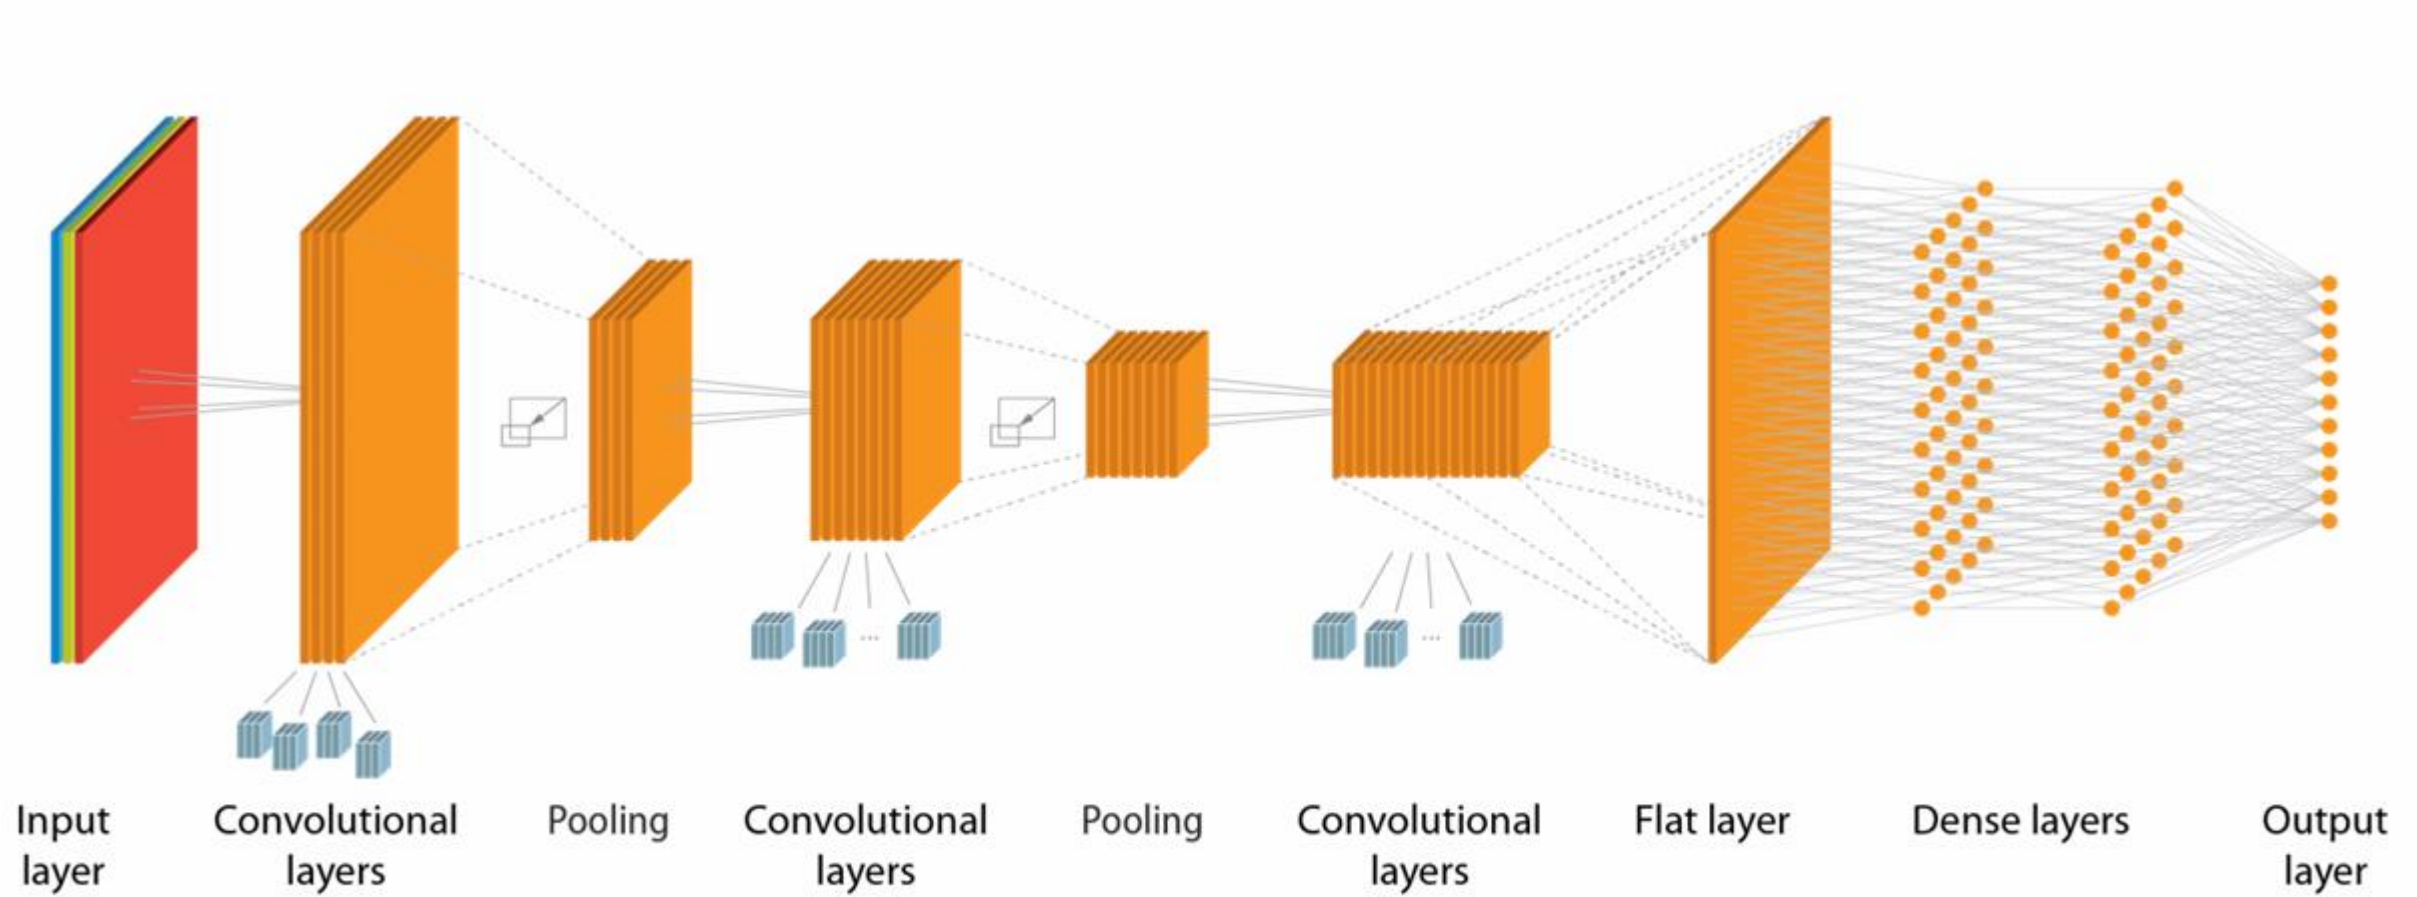 Input
layer
Convolutional
layers
Pooling
Convolutional
layers
Pooling
Convolutional
layers
Flat layer
Dense layers
Output
layer
...
...